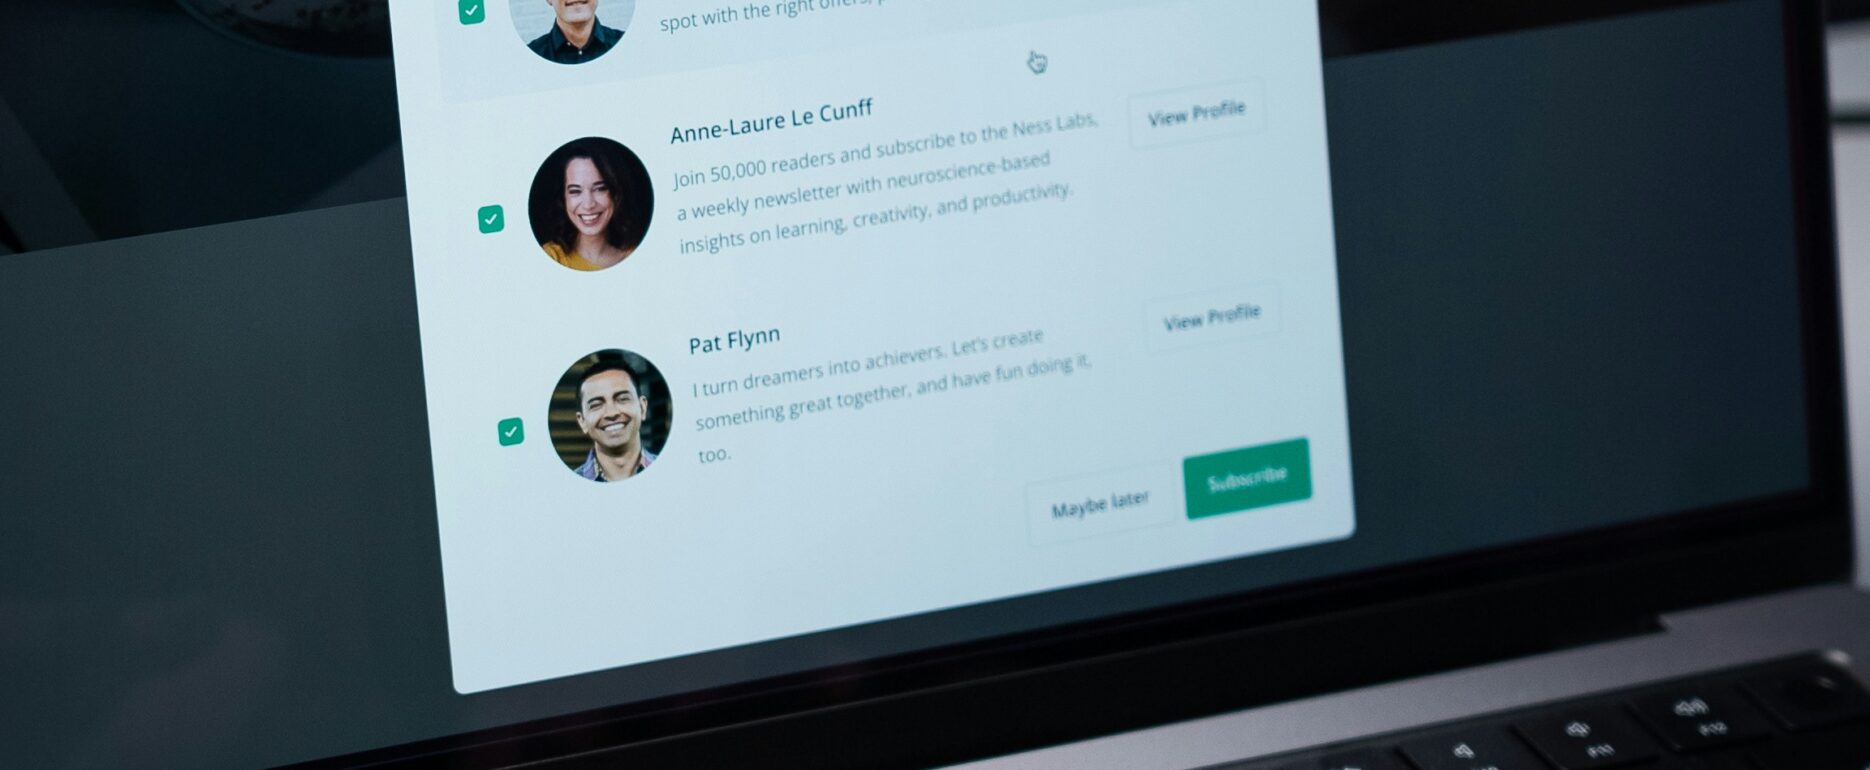 spot with the right offers,
Anne-Laure Le Cunff
View Profile
Join 50,000 readers and subscribe to the Ness Labs,
a weekly newsletter with neuroscience-based
insights on learning, creativity, and productivity.
Pat Flynn
View Profile
I turn dreamers into achievers. Let's create
something great together, and have fun doing it,
too.
Maybe later
Subscribe
F11
F12